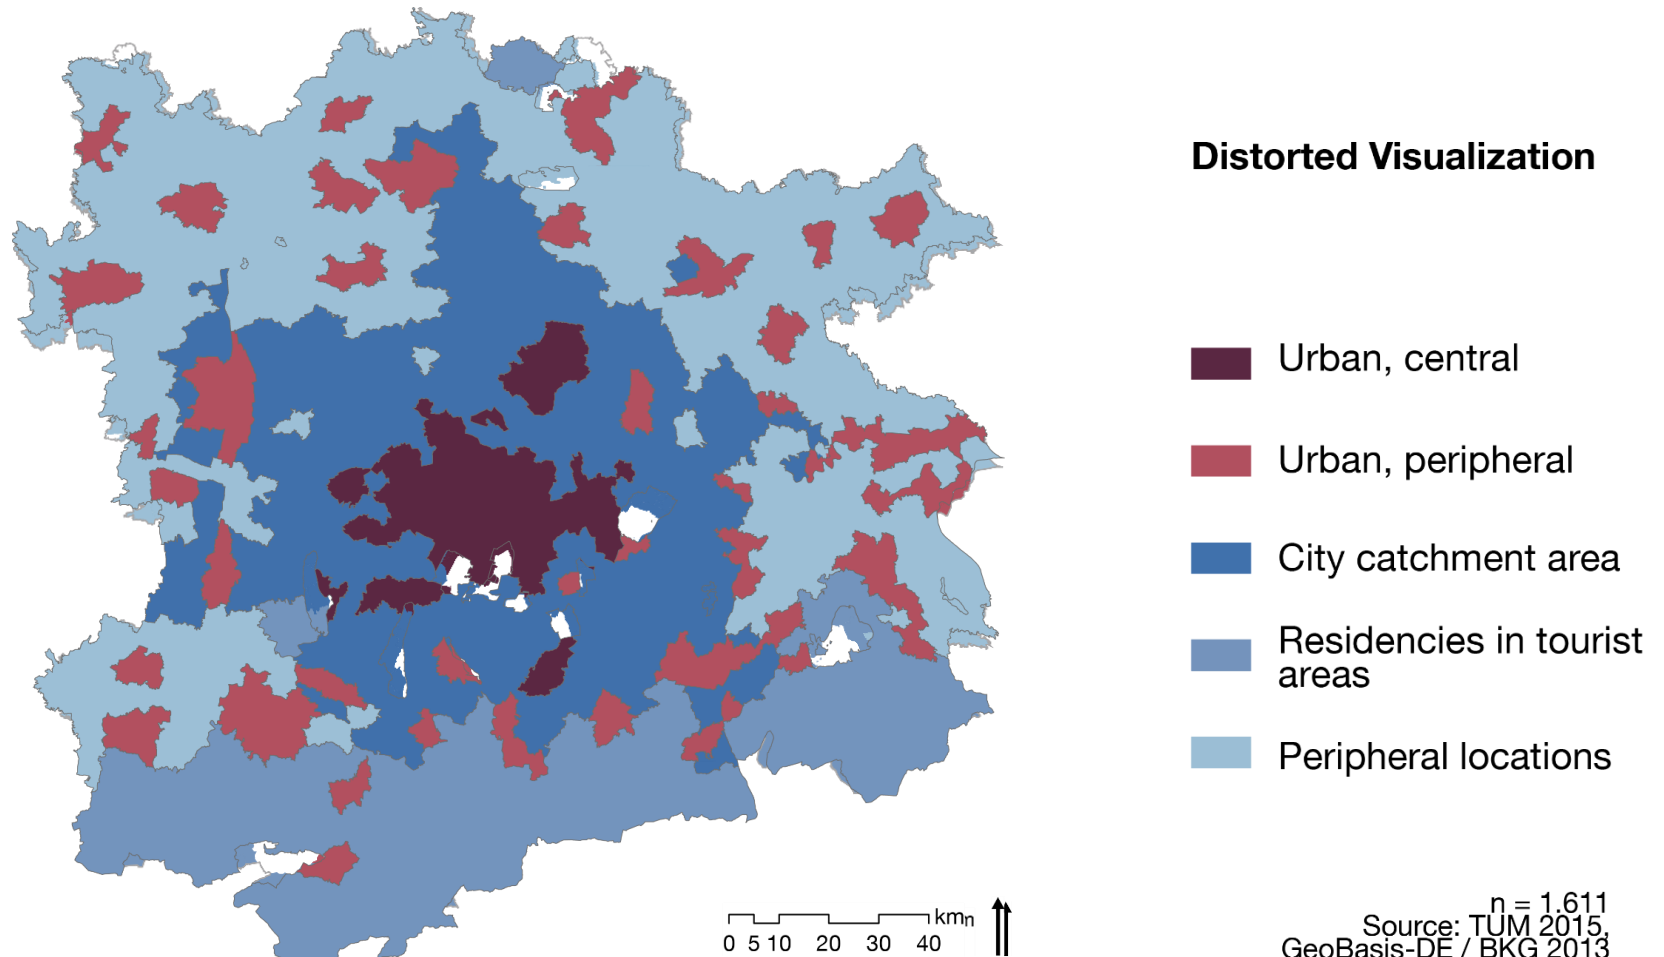 Distorted Visualization
Urban, central
Urban, peripheral
City catchment area
Residencies in tourist
areas
Peripheral locations
km n
0 5 10 20 30 40
n = 1.611
Source: TUM 2015,
GeoBasis-DE / BKG 2013